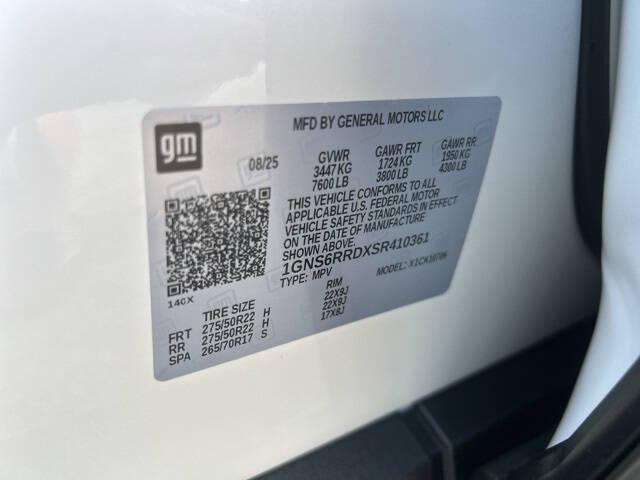 gm
MFD BY GENERAL MOTORS LLC
08/25
GVWR GAWR FRT GAWR RR
3447 KG 1724 KG 1950 KG
7600 LB 3800 LB 4300 LB
THIS VEHICLE CONFORMS TO ALL
APPLICABLE U.S. FEDERAL MOTOR
VEHICLE SAFETY STANDARDS IN EFFECT
ON THE DATE OF MANUFACTURE
SHOWN ABOVE.
1GNS6RRDXSR410361
TYPE: MPV MODEL:
140X
TIRE SIZE RIM
FRT 275/50R22 H 22X9J
RR 275/50R22 H 22X9J
SPA 265/70R17 S 17X8J